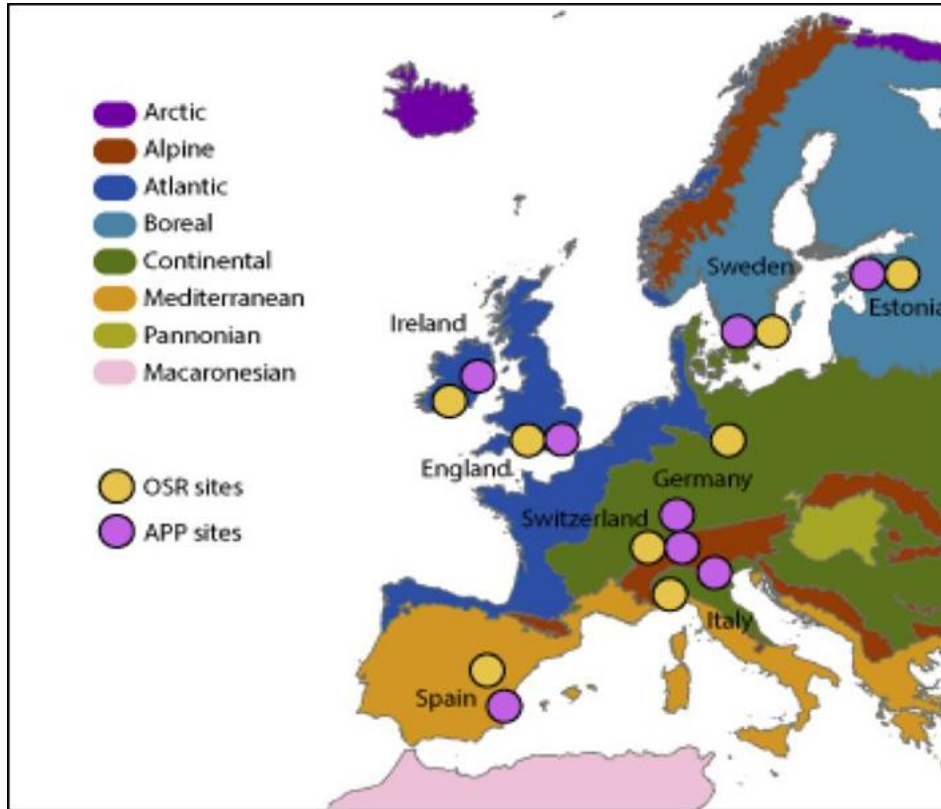 Arctic
Alpine
Atlantic
Boreal
Continental
Mediterranean
Pannonian
Macaronesian
OSR sites
APP sites
Sweden
Estonia
Ireland
England
Germany
Switzerland
Italy
Spain